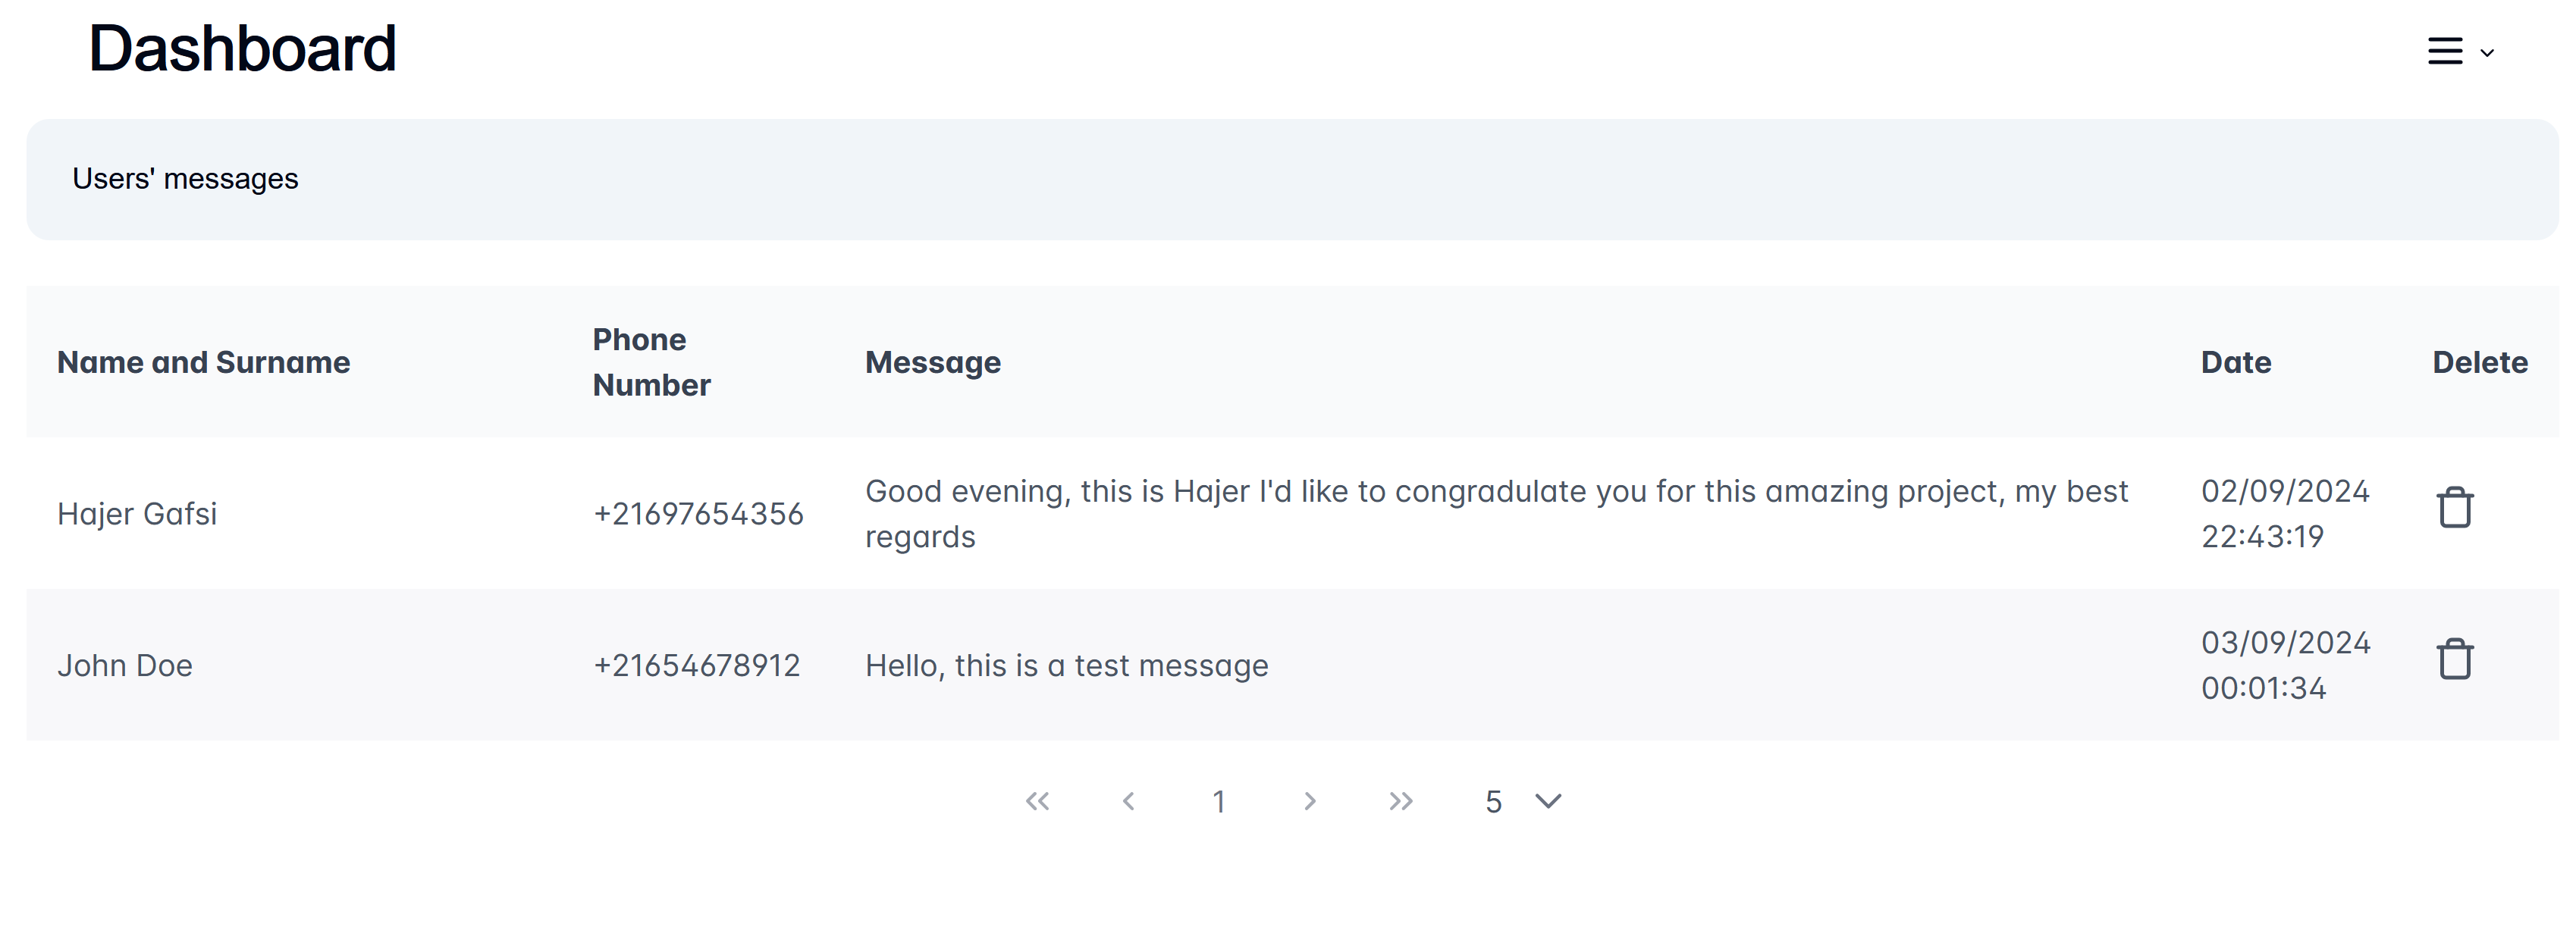 Dashboard
Users' messages
Name and Surname
Phone
Number
Message
Date
Delete
Hajer Gafsi
+21697654356
Good evening, this is Hajer I'd like to congradulate you for this amazing project, my best
regards
02/09/2024
22:43:19
John Doe
+21654678912
Hello, this is a test message
03/09/2024
00:01:34
1
5